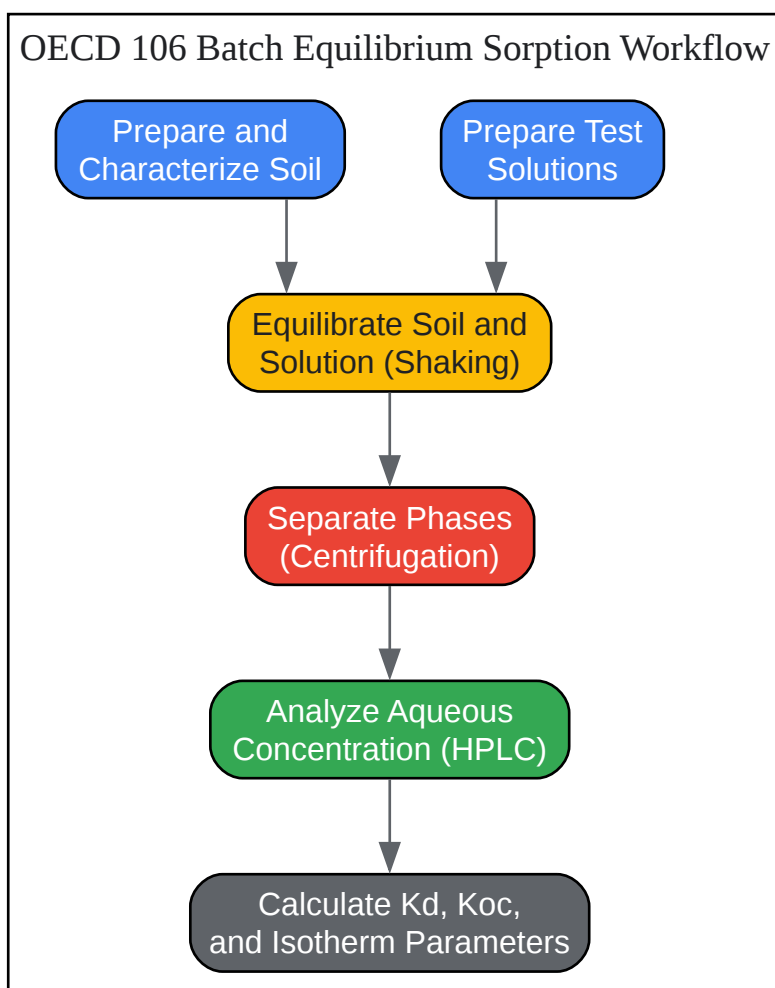 OECD 106 Batch Equilibrium Sorption Workflow
Prepare and
Characterize Soil
Prepare Test
Solutions
Equilibrate Soil and
Solution (Shaking)
Separate Phases
(Centrifugation)
Analyze Aqueous
Concentration (HPLC)
Calculate Kd, Koc,
and Isotherm Parameters